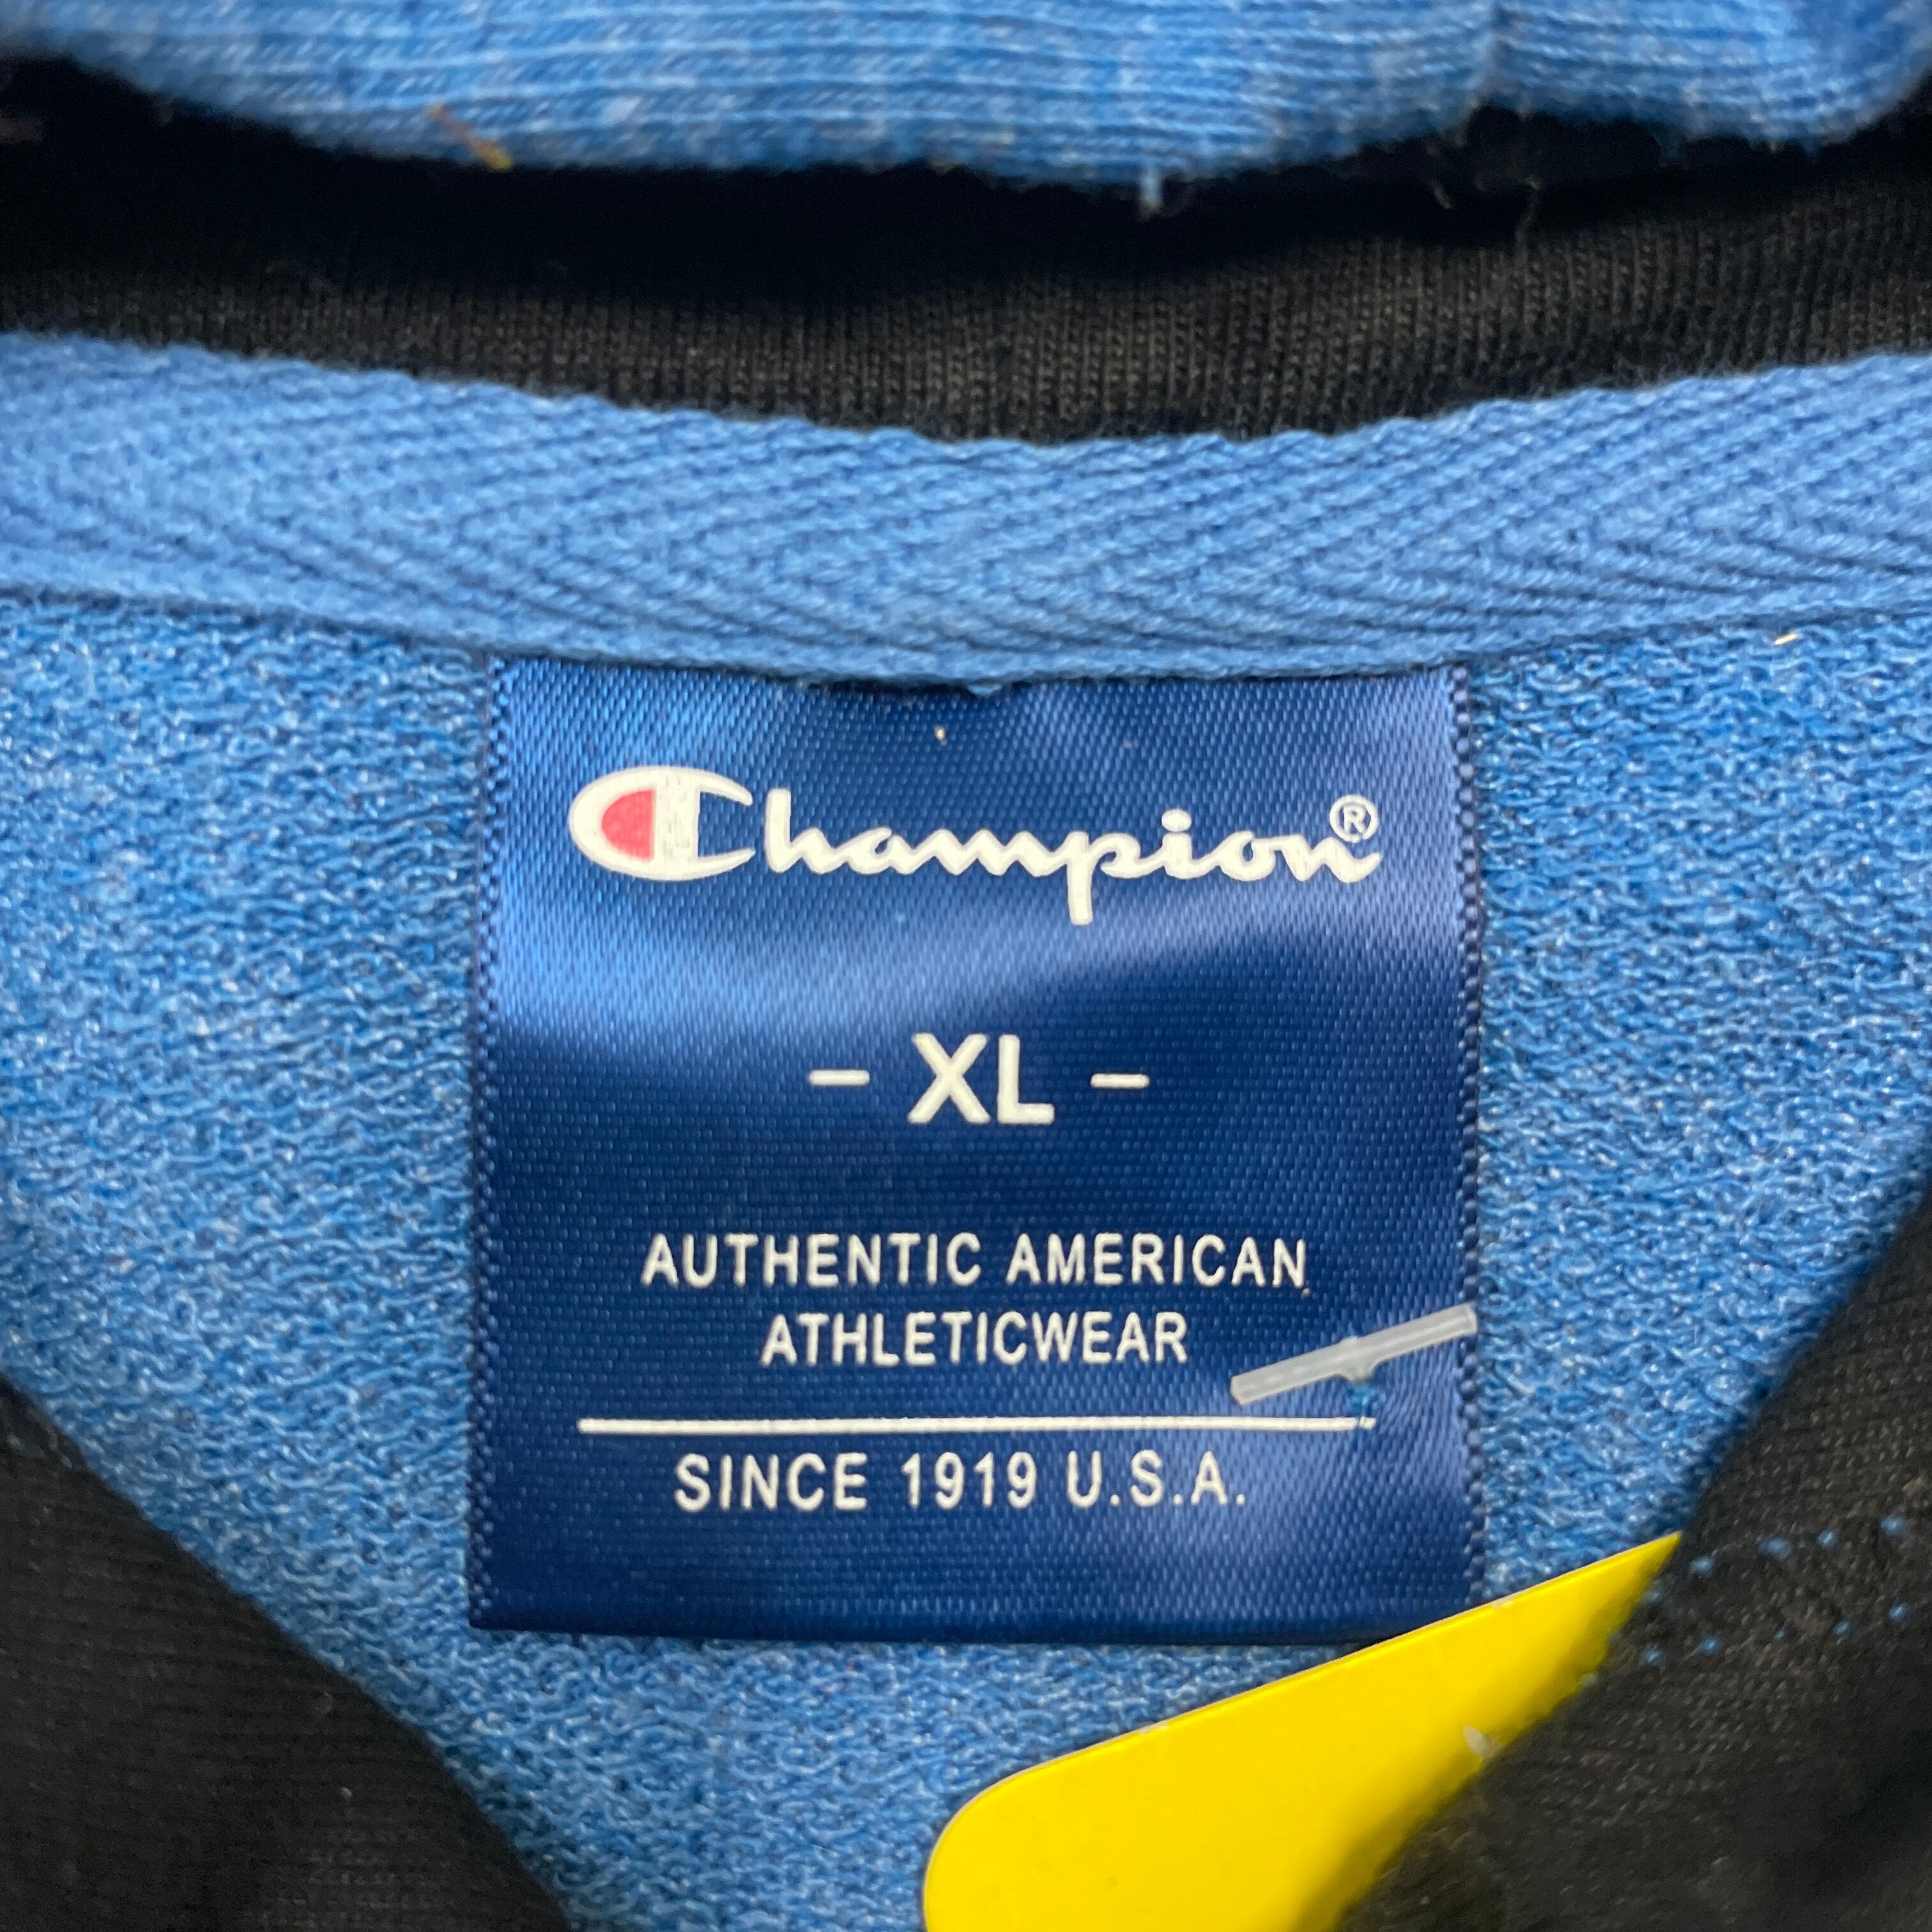 Champion®
- XL -
AUTHENTIC AMERICAN
ATHLETICWEAR
SINCE 1919 U.S.A.